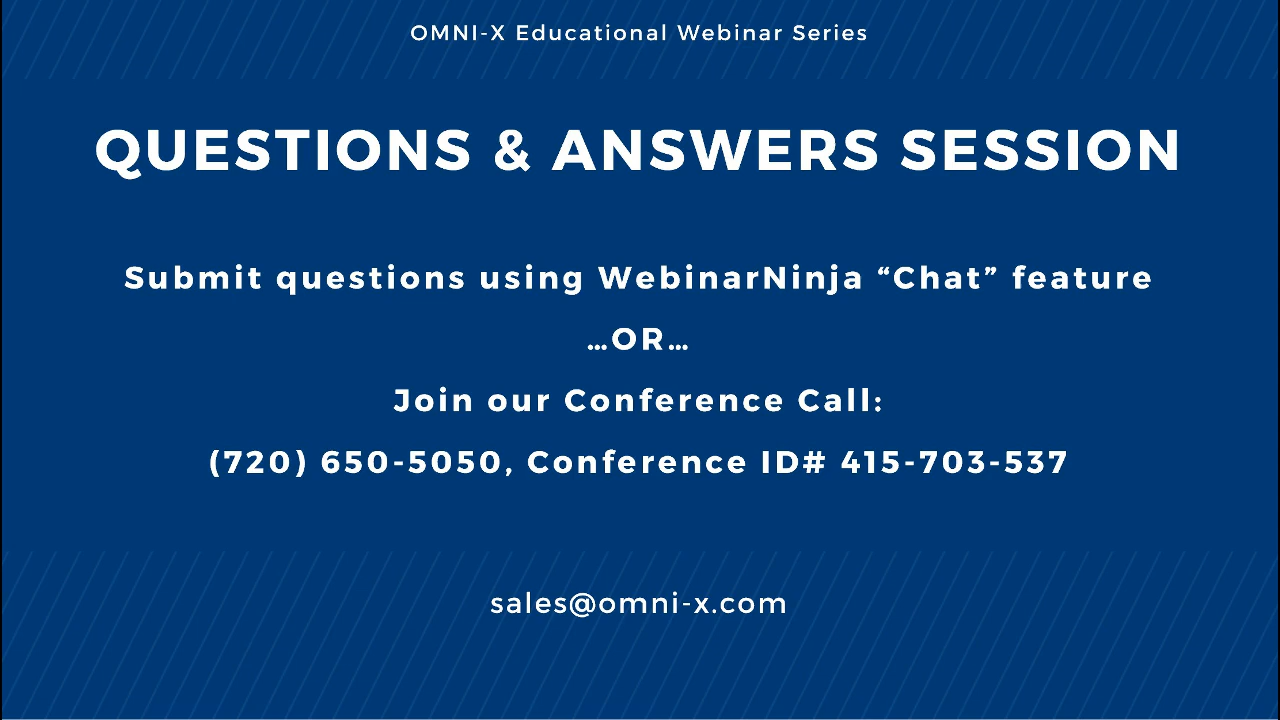 OMNI-X Educational Webinar Series
QUESTIONS & ANSWERS SESSION
Submit questions using WebinarNinja “Chat” feature
…OR…
Join our Conference Call:
(720) 650-5050, Conference ID# 415-703-537
sales@omni-x.com